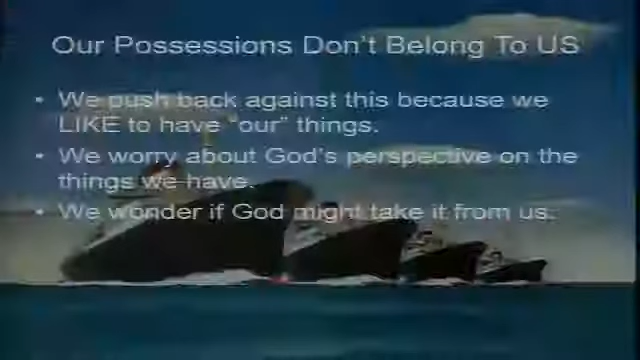 Our Possessions Don't Belong To US
• We push back against this because we
LIKE to have "our" things.
• We worry about God's perspective on the
things we have.
• We wonder if God might take it from us.